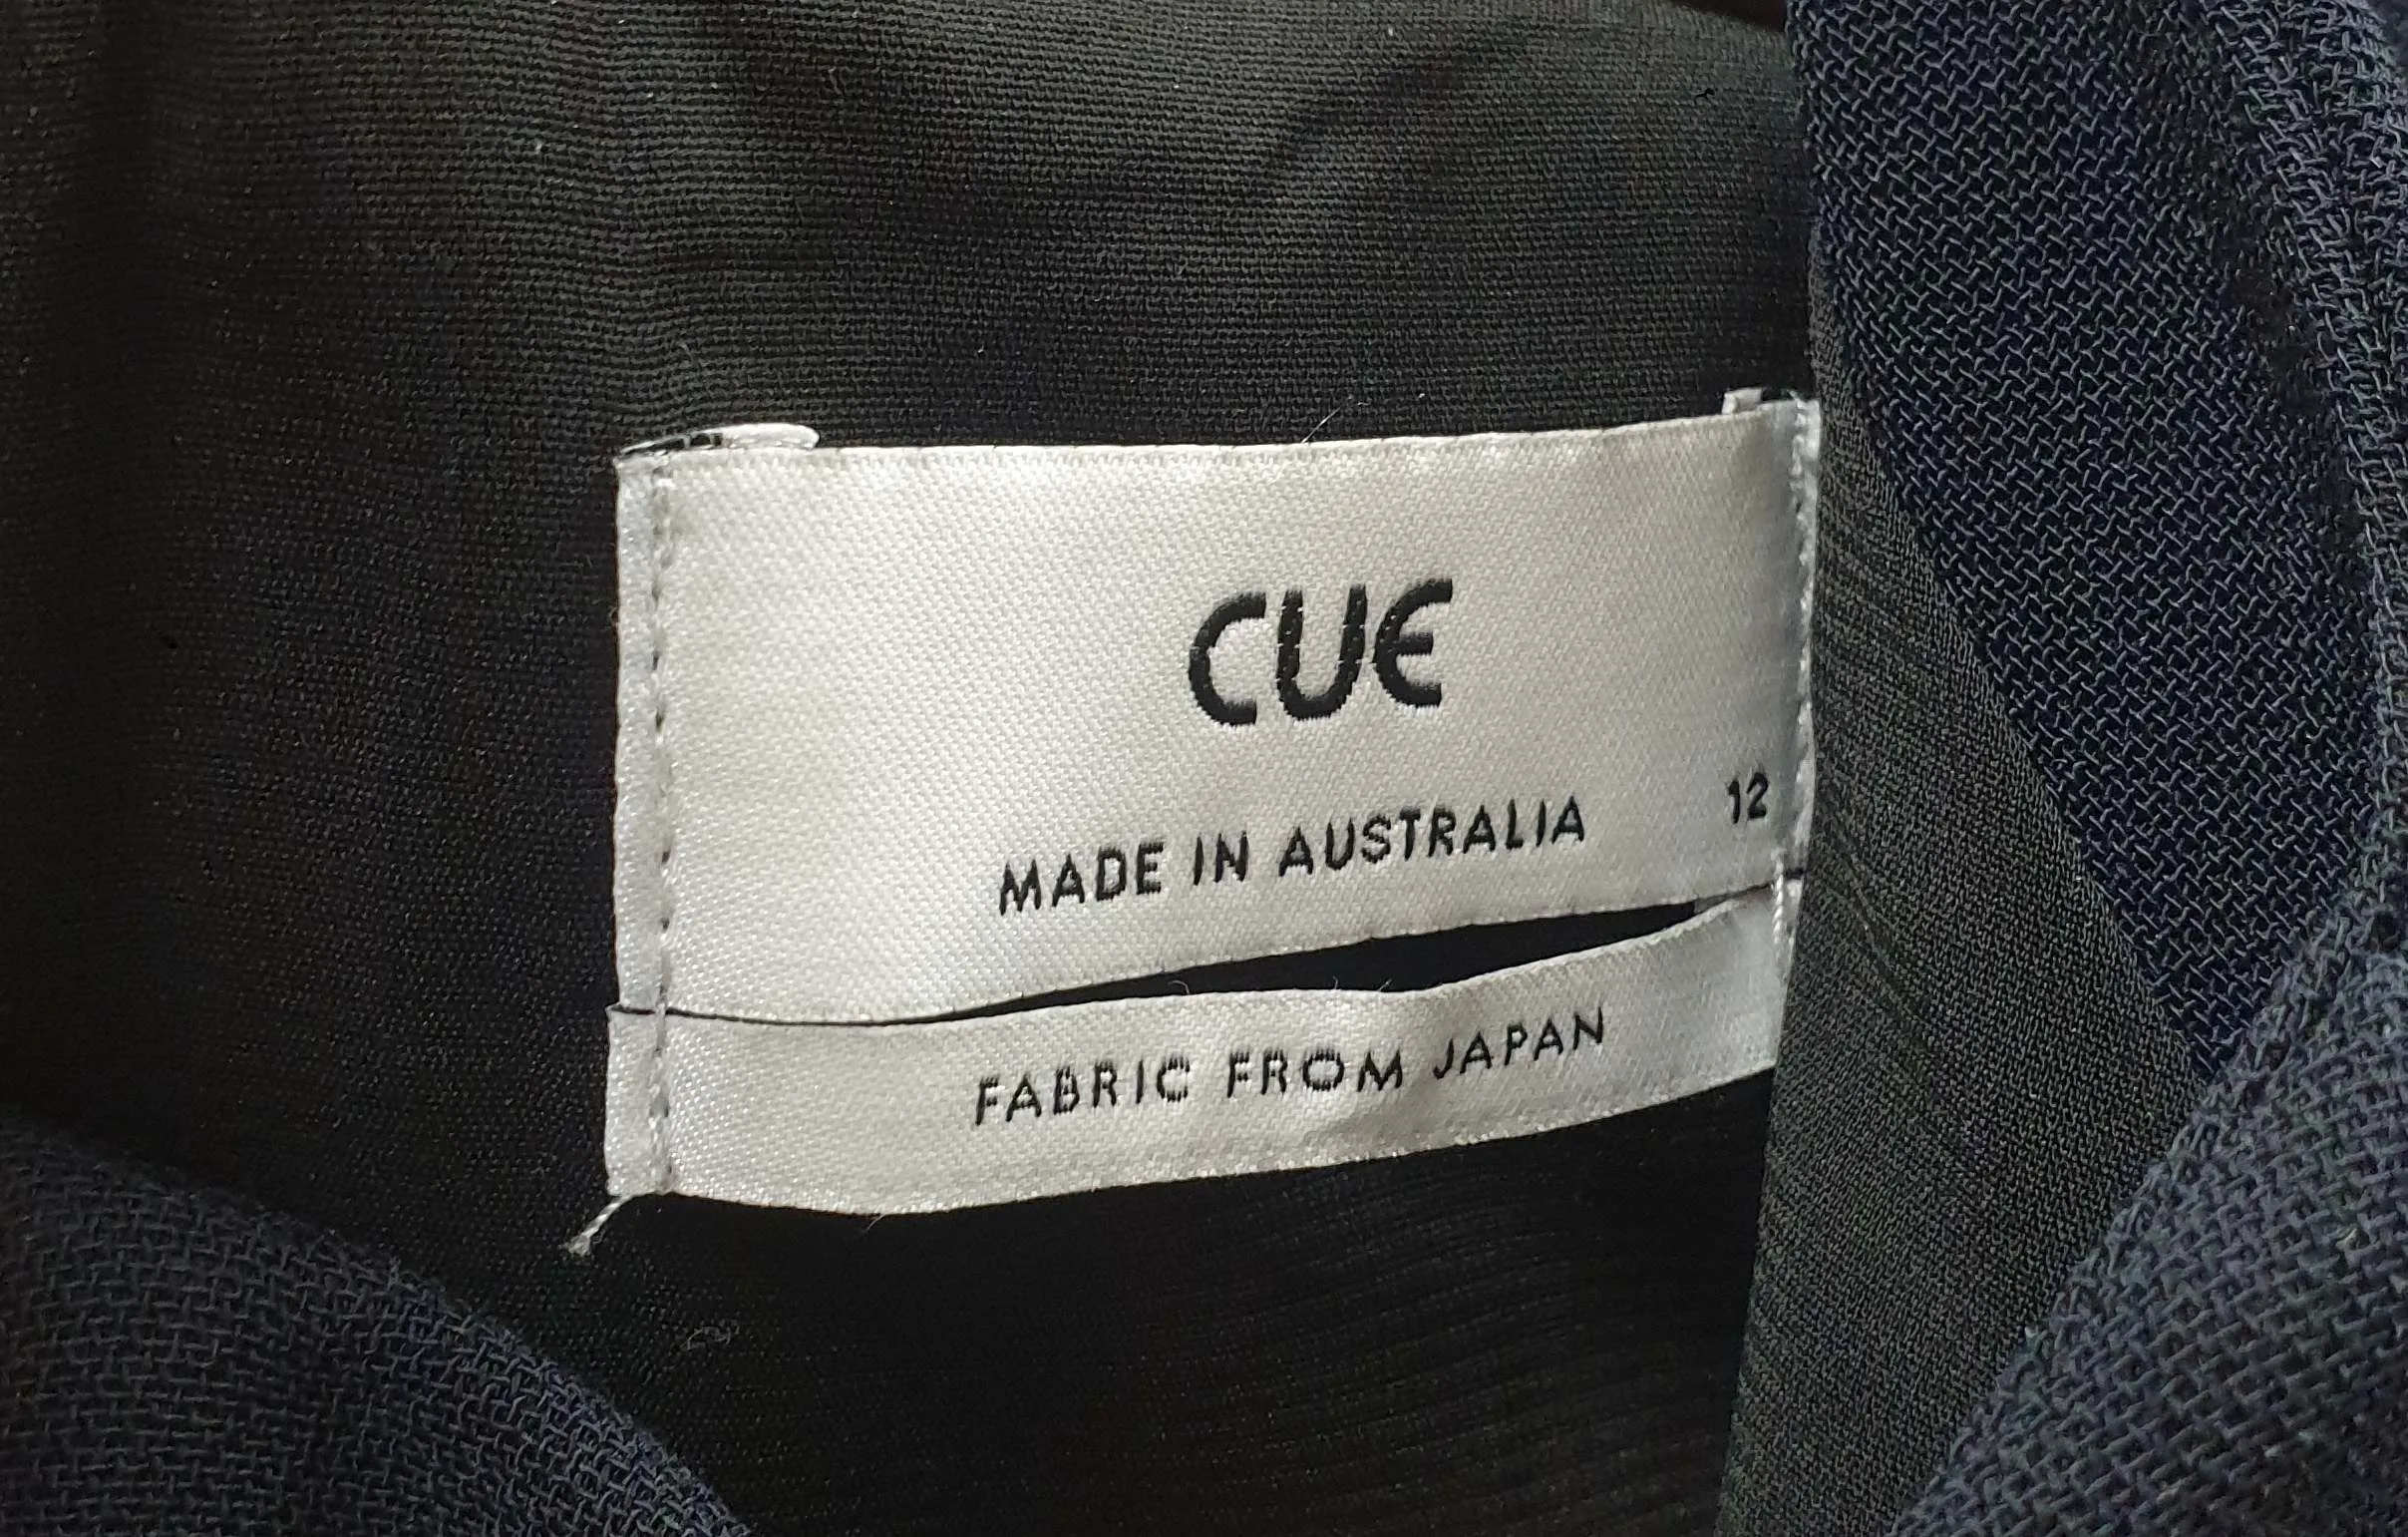 CUE
12
MADE IN AUSTRALIA
FABRIC FROM JAPAN